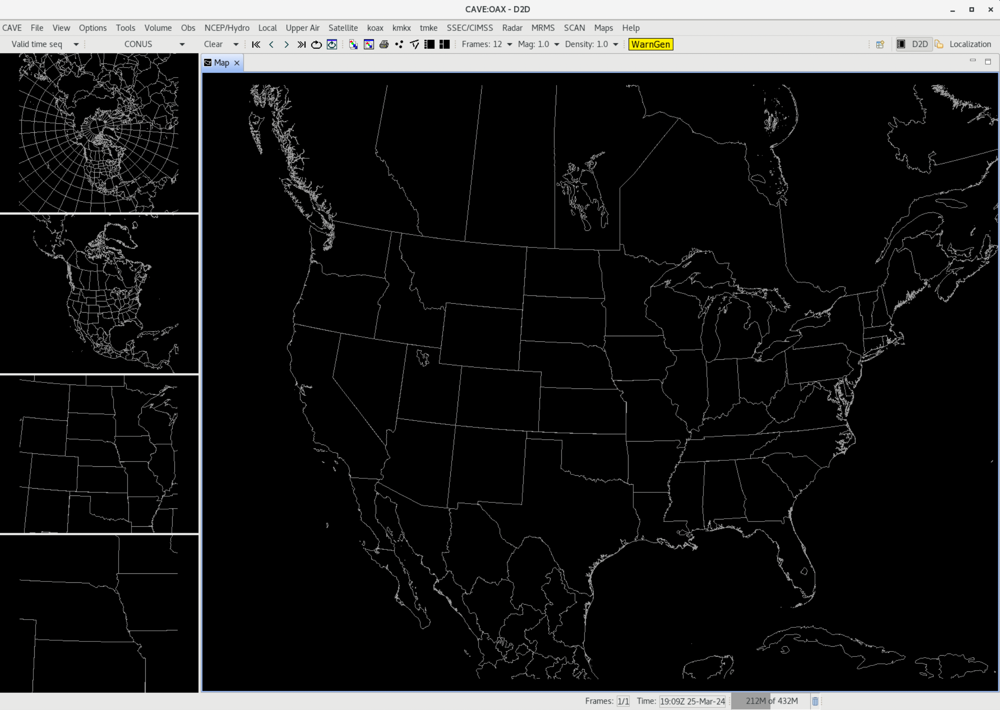 CAVE:OAX - D2D
CAVE File View Options Tools Volume Obs NCEP/Hydro Local Upper Air Satellite koax kmkx tmke SSEC/CIMSS Radar MRMS SCAN Maps Help
Valid time seq CONUS Clear Frames: 12 Mag: 1.0 Density: 1.0 WarnGen D2D Localization
Map
Frames: 1/1 Time: 19:09Z 25-Mar-24 212M of 432M